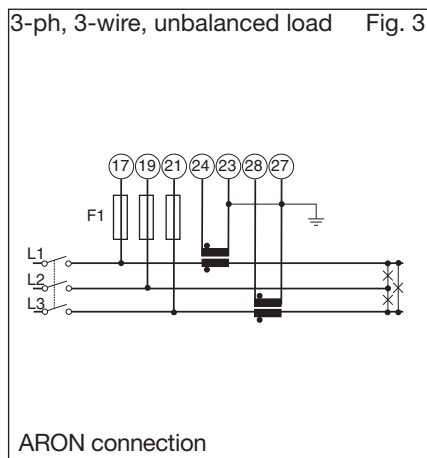 3-ph, 3-wire, unbalanced load Fig. 3
17 19 21 24 23 28 27
F1
L1
L2
L3
ARON connection